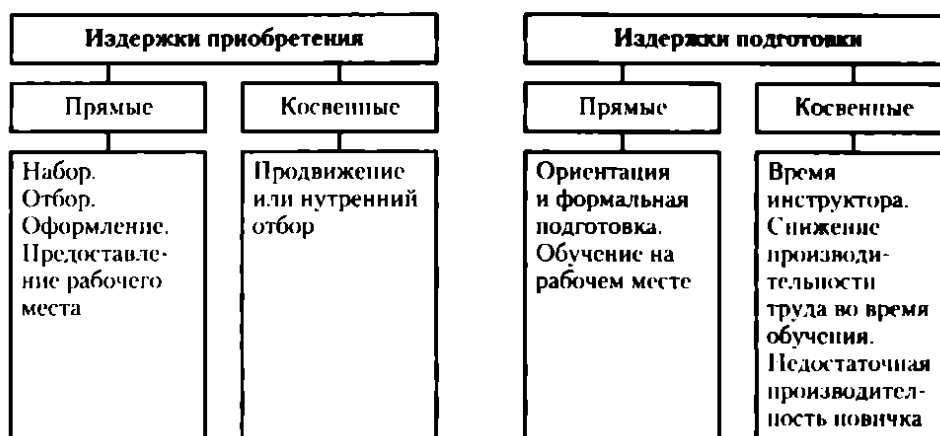 Издержки приобретения
Прямые
Набор.
Отбор.
Оформление.
Предоставле-
ние рабочего
места
Косвенные
Продвижение
или нутренний
отбор
Издержки подготовки
Прямые
Ориентация
и формальная
подготовка.
Обучение на
рабочем месте
Косвенные
Время
инструктора.
Снижение
производи-
тельности
труда во время
обучения.
Недостаточная
производител-
ность новичка